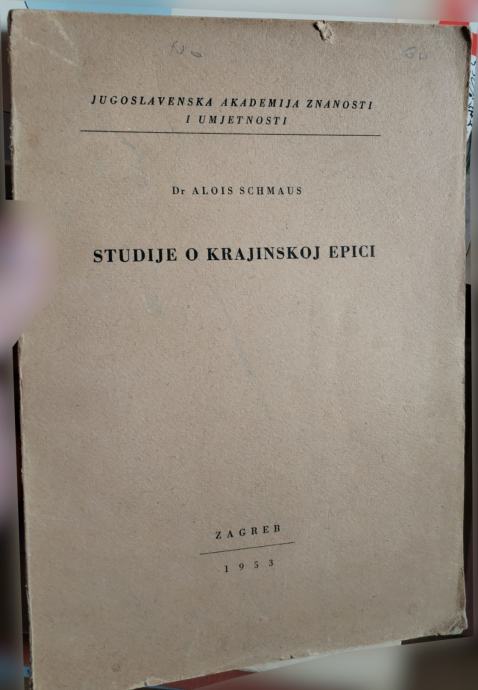 JUGOSLAVENSKA AKADEMIJA ZNANOSTI
I UMJETNOSTI
Dr ALOIS SCHMAUS
STUDIJE O KRAJINSKOJ EPICI
ZAGREB
1953